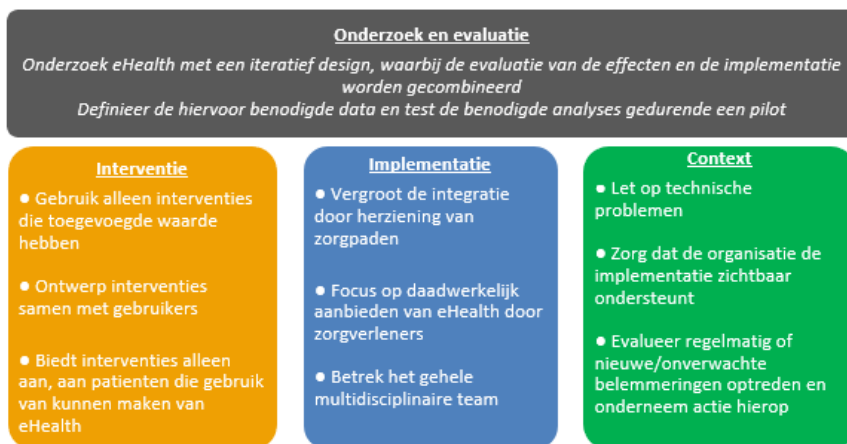 Onderzoek en evaluatie
Onderzoek eHealth met een iteratief design, waarbij de evaluatie van de effecten en de implementatie
worden gecombineerd
Definieer de hiervoor benodigde data en test de benodigde analyses gedurende een pilot
Interventie
● Gebruik alleen interventies
die toegevoegde waarde
hebben
● Ontwerp interventies
samen met gebruikers
● Biedt interventies alleen
aan, aan patienten die gebruik
van kunnen maken van
eHealth
Implementatie
● Vergroot de integratie
door herziening van
zorgpaden
● Focus op daadwerkelijk
aanbieden van eHealth door
zorgverleners
● Betrek het gehele
multidisciplinaire team
Context
● Let op technische
problemen
● Zorg dat de organisatie de
implementatie zichtbaar
ondersteunt
● Evalueer regelmatig of
nieuwe/onverwachte
belemmeringen optreden en
onderneem actie hierop